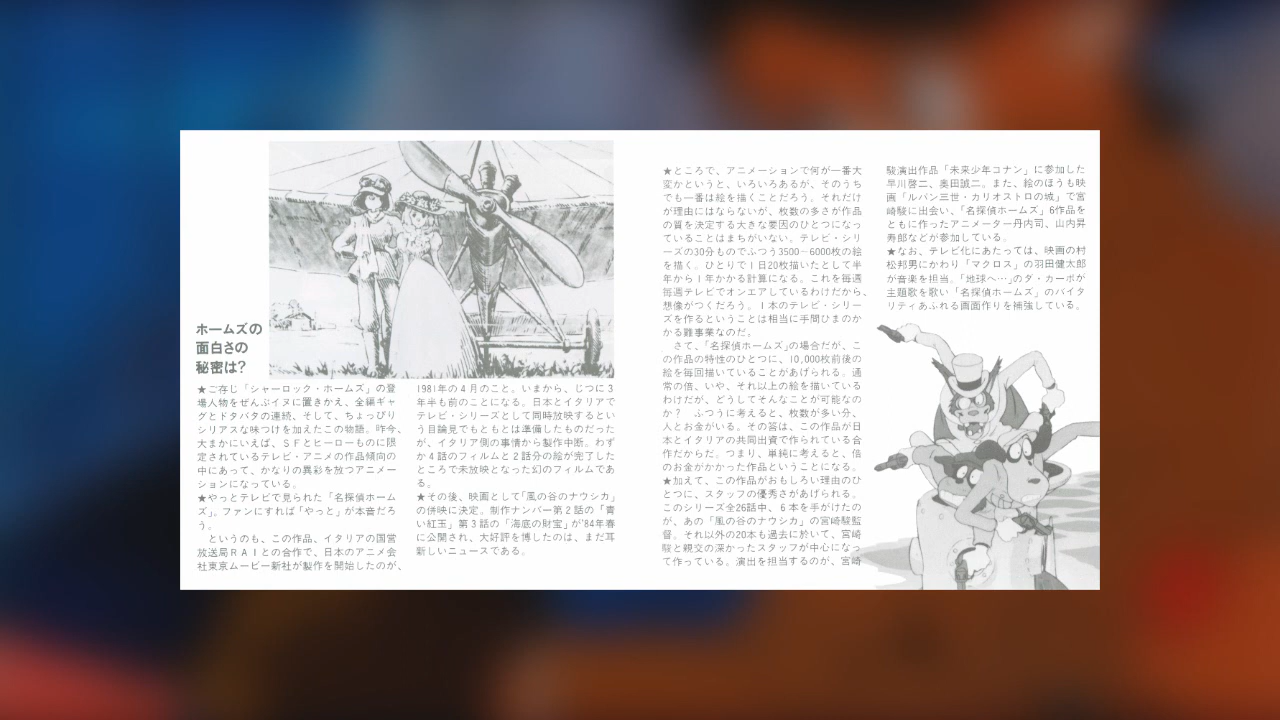 ホームズの
面白さの
秘密は?
★ご存じ「シャーロック・ホームズ」の登
場人物をぜんぶイヌに置きかえ、全編ギャ
グとドタバタの連続、そして、ちょっぴり
シリアスな味つけを加えたこの物語。昨今、
大まかにいえば、SFとヒーローものに限
定されているテレビ・アニメの作品傾向の
中にあって、かなりの異彩を放つアニメー
ションになっている。
★やっとテレビで見られた「名探偵ホーム
ズ」。ファンにすれば「やっと」が本音だろ
う。
というのも、この作品、イタリアの国営
放送局RAIとの合作で、日本のアニメ会
社東京ムービー新社が製作を開始したのが、
1981年の4月のこと。いまから、じつに3
年半も前のことになる。日本とイタリアで
テレビ・シリーズとして同時放映するとい
う目論見でもともとは準備したものだった
が、イタリア側の事情から製作中断。わず
か4話のフィルムと2話分の絵が完了した
ところで未放映となった幻のフィルムであ
る。
★その後、映画として「風の谷のナウシカ」
の併映に決定。制作ナンバー第2話の「青
い紅玉」第3話の「海底の財宝」が'84年春
に公開され、大好評を博したのは、まだ耳
新しいニュースである。
★ところで、アニメーションで何が一番大
変かというと、いろいろあるが、そのうち
でも一番は絵を描くことだろう。それだけ
が理由にはならないが、枚数の多さが作品
の質を決定する大きな要因のひとつになっ
ていることはまちがいない。テレビ・シリ
ーズの30分ものでふつう3500〜6000枚の絵
を描く。ひとりで1日20枚描いたとして半
年から1年かかる計算になる。これを毎週
毎週テレビでオンエアしているわけだから、
想像がつくだろう。1本のテレビ・シリー
ズを作るということは相当に手間ひまのか
かる難事業なのだ。
さて、「名探偵ホームズ」の場合だが、こ
の作品の特性のひとつに、10,000枚前後の
絵を毎回描いていることがあげられる。通
常の倍、いや、それ以上の絵を描いている
わけだが、どうしてそんなことが可能なの
か? ふつうに考えると、枚数が多い分、
人とお金がいる。その答は、この作品が日
本とイタリアの共同出資で作られている合
作だからだ。つまり、単純に考えると、倍
のお金がかかった作品ということになる。
★加えて、この作品がおもしろい理由のひ
とつに、スタッフの優秀さがあげられる。
このシリーズ全26話中、6本を手がけたの
が、あの「風の谷のナウシカ」の宮崎駿監
督。それ以外の20本も過去に於いて、宮崎
駿と親交の深かったスタッフが中心になっ
て作っている。演出を担当するのが、宮崎
駿演出作品「未来少年コナン」に参加した
早川啓二、奥田誠二。また、絵のほうも映
画「ルパン三世・カリオストロの城」で宮
崎駿に出会い、「名探偵ホームズ」6作品を
ともに作ったアニメーター丹内司、山内昇
寿郎などが参加している。
★なお、テレビ化にあたっては、映画の村
松邦男にかわり「マクロス」の羽田健太郎
が音楽を担当。「地球へ…」のダ・カーポが
主題歌を歌い「名探偵ホームズ」のバイタ
リティあふれる画面作りを補強している。